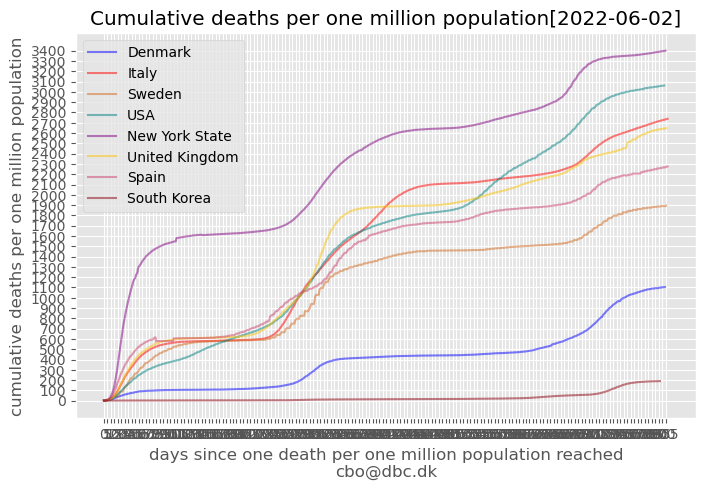 Cumulative deaths per one million population[2022-06-02]
cumulative deaths per one million population
3400
3300
3200
3100
3000
2900
2800
2700
2600
2500
2400
2300
2200
2100
2000
1900
1800
1700
1600
1500
1400
1300
1200
1100
1000
900
800
700
600
500
400
300
200
100
0
Denmark
Italy
Sweden
USA
New York State
United Kingdom
Spain
South Korea
days since one death per one million population reached
cbo@dbc.dk